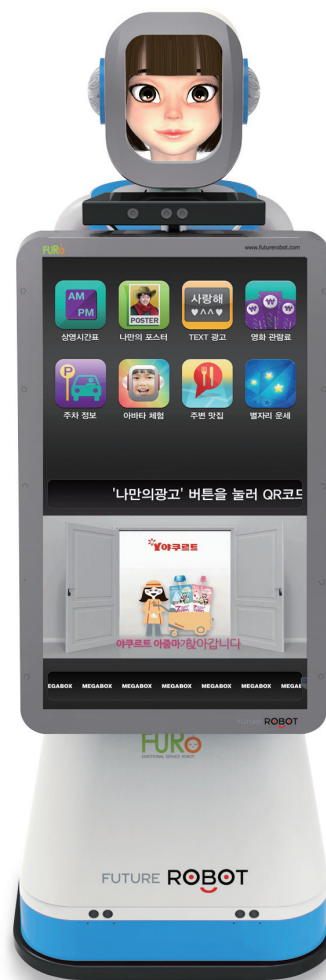 FURo
www.futurerobot.com
AM
PM
POSTER
사랑해
♥^^♥
₩ ₩ ₩
상영시간표
나만의 포스터
TEXT 광고
영화 관람료
P
주차 정보
아바타 체험
주변 맛집
별자리 운세
'나만의광고' 버튼을 눌러 QR코드
야쿠르트
야쿠르트 아줌마가 찾아갑니다
EGABOX MEGABOX MEGABOX MEGABOX MEGABOX MEGABOX MEGAB
FUTURE ROBOT
FURo
EMOTIONAL SERVICE ROBOT
FUTURE ROBOT